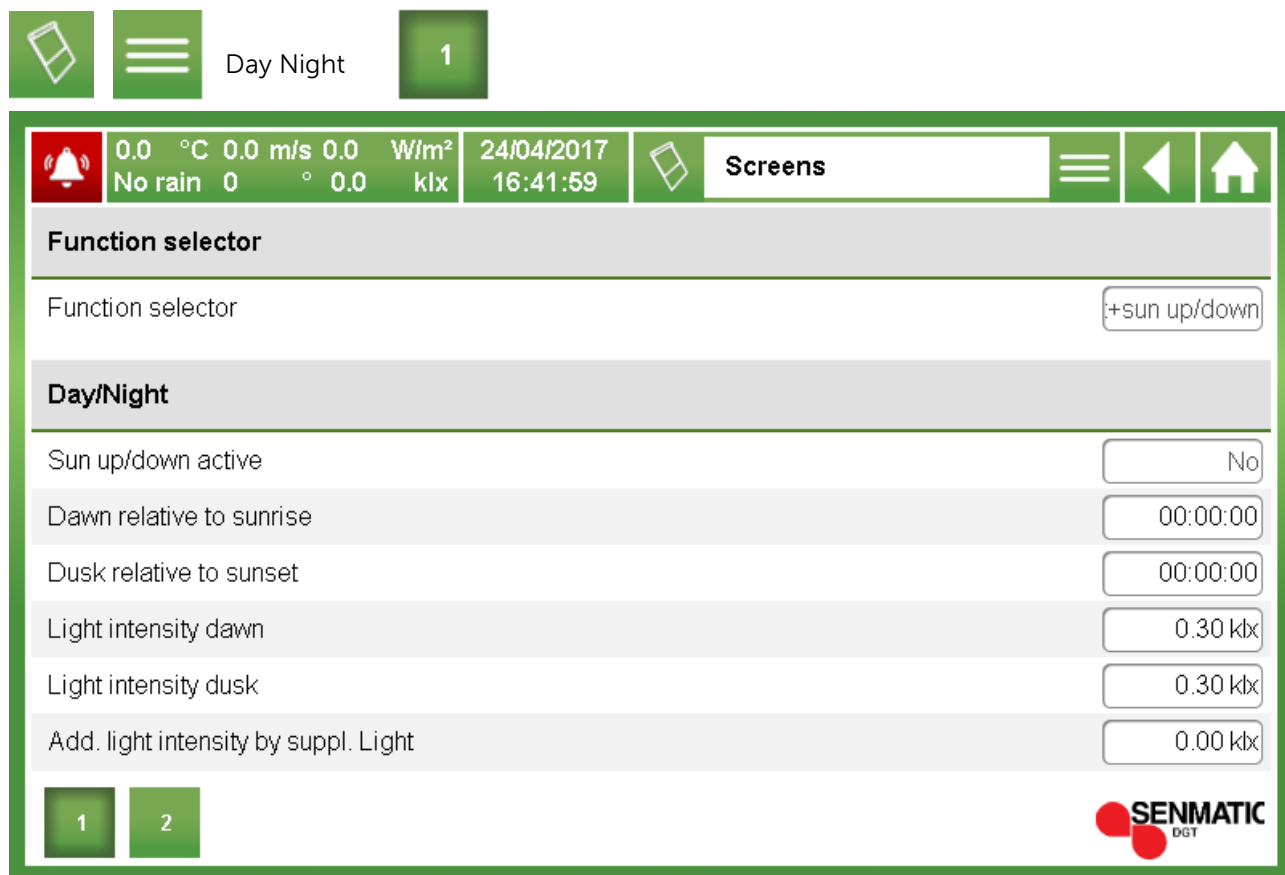 Day Night 1
0.0 °C 0.0 m/s 0.0 W/m² 24/04/2017
No rain 0 ° 0.0 klx 16:41:59
Screens
Function selector
Function selector :+sun up/down
Day/Night
Sun up/down active No
Dawn relative to sunrise 00:00:00
Dusk relative to sunset 00:00:00
Light intensity dawn 0.30 klx
Light intensity dusk 0.30 klx
Add. light intensity by suppl. Light 0.00 klx
1 2
SENMATIC
DGT